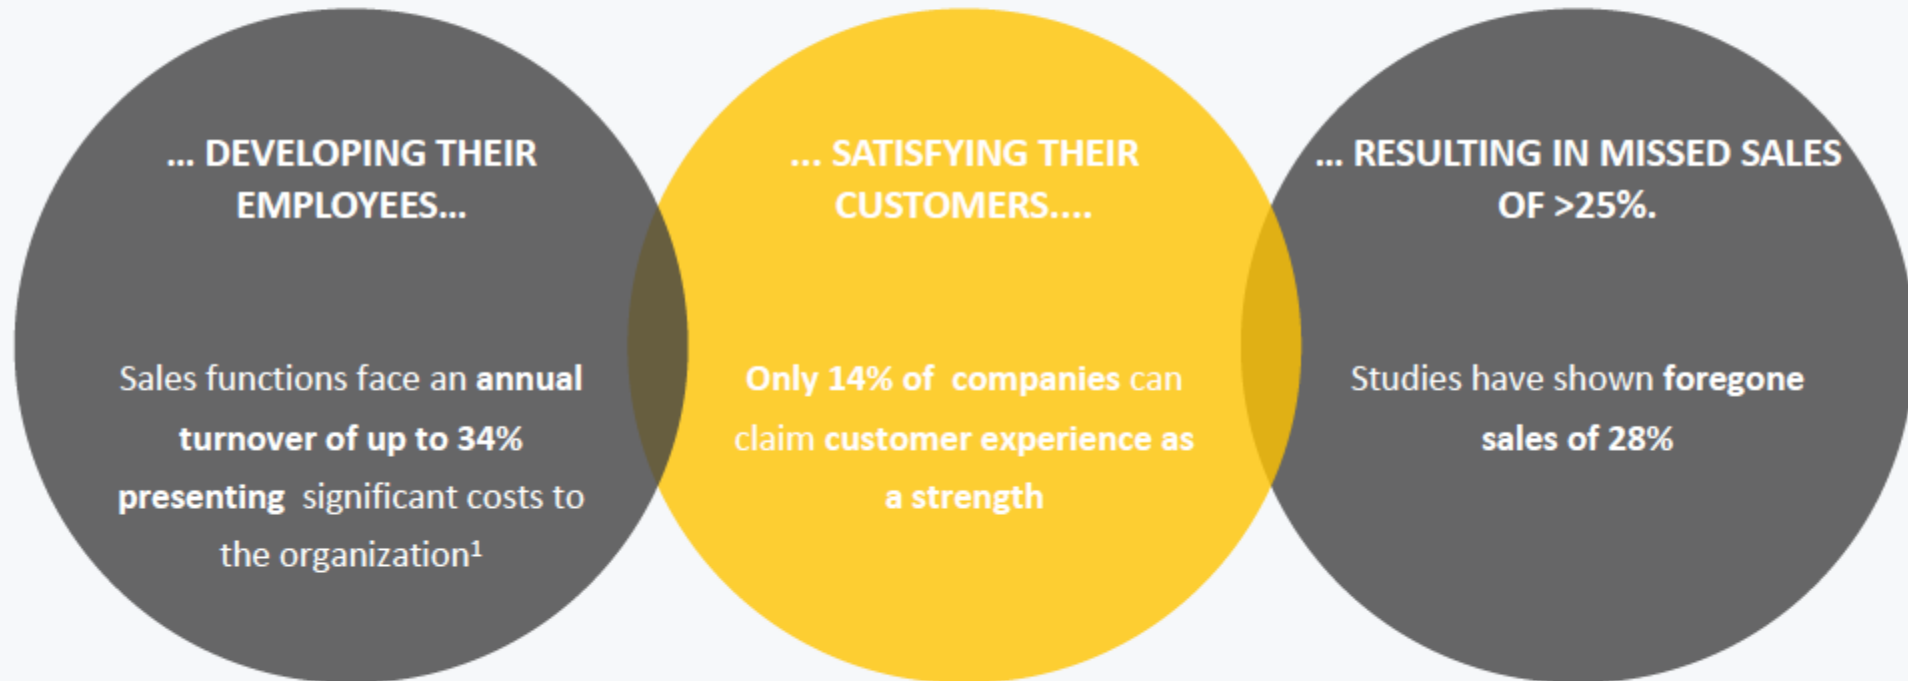 ... DEVELOPING THEIR
EMPLOYEES...
Sales functions face an annual
turnover of up to 34%
presenting significant costs to
the organization¹
... SATISFYING THEIR
CUSTOMERS....
Only 14% of companies can
claim customer experience as
a strength
... RESULTING IN MISSED SALES
OF >25%.
Studies have shown foregone
sales of 28%